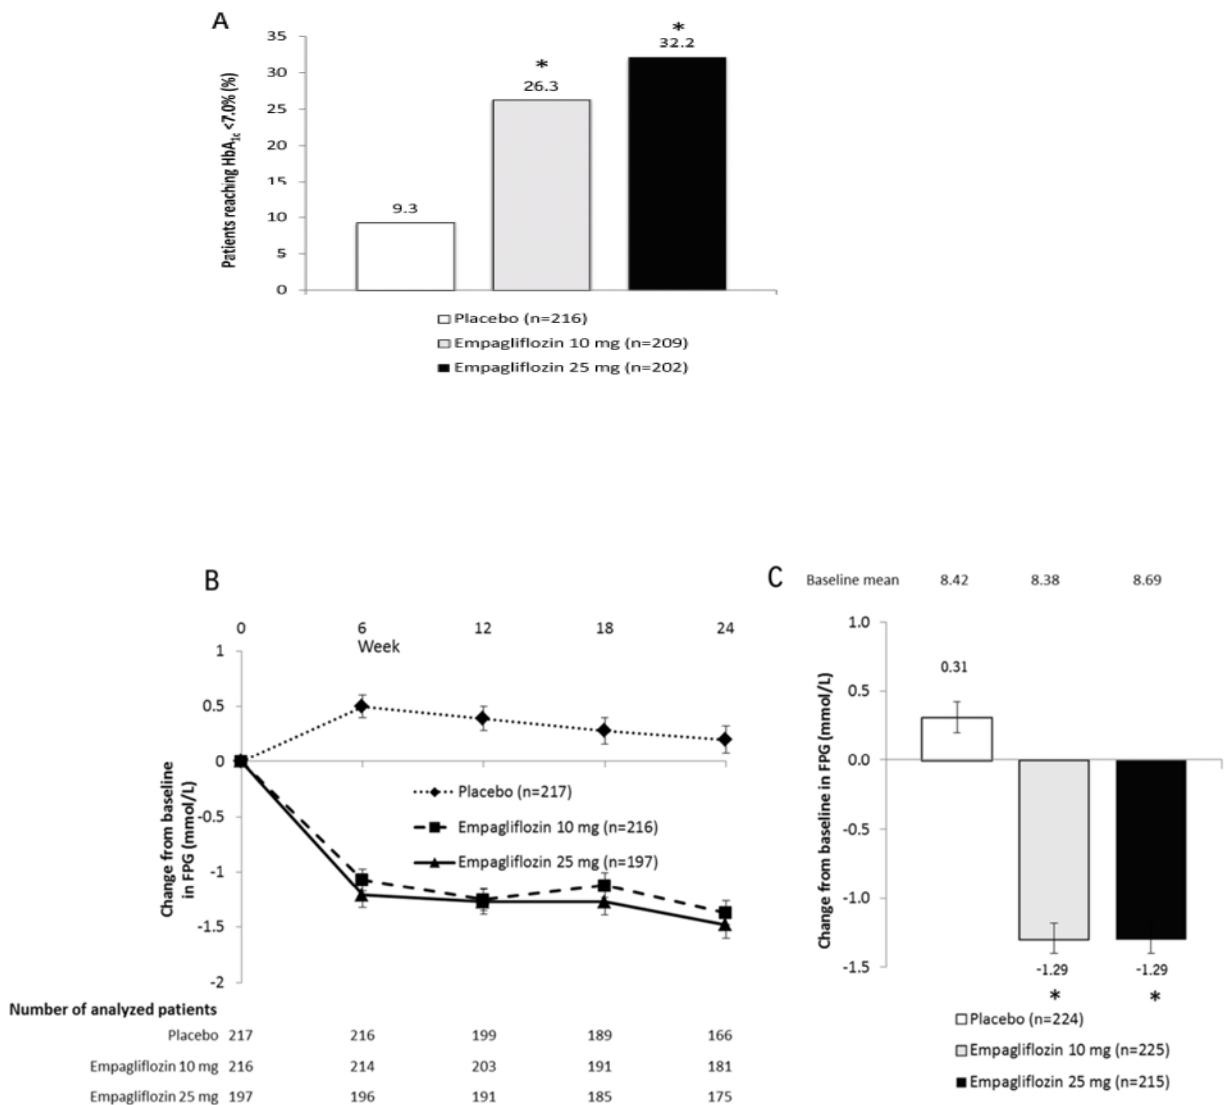 A
*
*
32.2
26.3
9.3
35
30
25
20
15
10
5
0
Patients reaching HbA1c <7.0% (%)
Placebo (n=216)
Empagliflozin 10 mg (n=209)
Empagliflozin 25 mg (n=202)
B
0 6 12 18 24
Week
1
0.5
0
-0.5
-1
-1.5
-2
Change from baseline
in FPG (mmol/L)
Placebo (n=217)
Empagliflozin 10 mg (n=216)
Empagliflozin 25 mg (n=197)
Number of analyzed patients
Placebo 217 216 199 189 166
Empagliflozin 10 mg 216 214 203 191 181
Empagliflozin 25 mg 197 196 191 185 175
C
Baseline mean 8.42 8.38 8.69
1.0
0.5
0.0
-0.5
-1.0
-1.5
Change from baseline in FPG (mmol/L)
0.31
-1.29 -1.29
* *
Placebo (n=224)
Empagliflozin 10 mg (n=225)
Empagliflozin 25 mg (n=215)